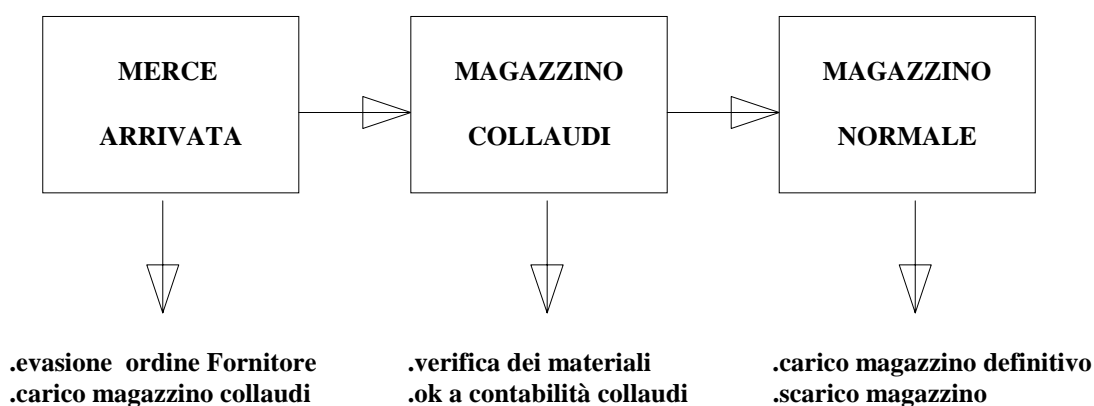 MERCE
ARRIVATA
MAGAZZINO
COLLAUDI
MAGAZZINO
NORMALE
.evasione ordine Fornitore
.carico magazzino collaudi
.verifica dei materiali
.ok a contabilità collaudi
.carico magazzino definitivo
.scarico magazzino